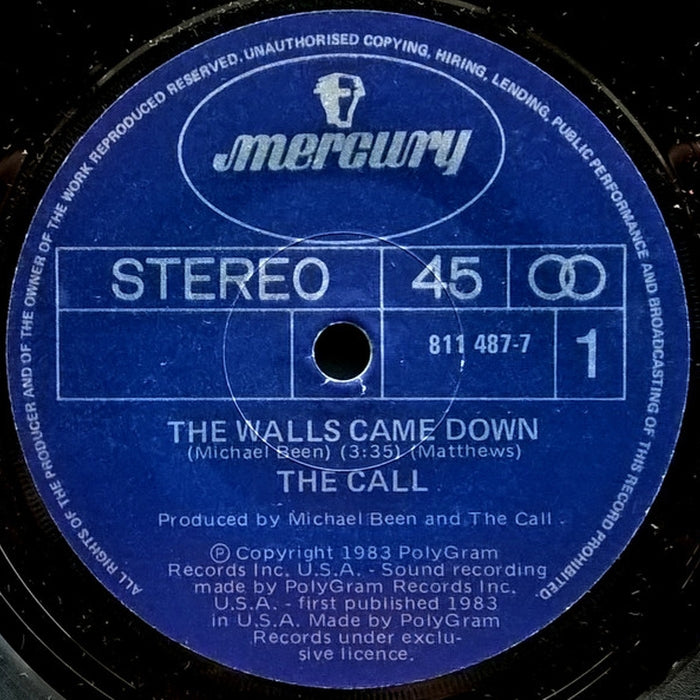 ALL RIGHTS OF THE PRODUCER AND OF THE OWNER OF THE WORK REPRODUCED RESERVED. UNAUTHORISED COPYING, HIRING, LENDING, PUBLIC PERFORMANCE AND BROADCASTING OF THIS RECORD PROHIBITED.
mercury
STEREO 45
811 487-7 1
THE WALLS CAME DOWN
(Michael Been) (3:35) (Matthews)
THE CALL
Produced by Michael Been and The Call.
Ⓟ Copyright 1983 PolyGram
Records Inc. U.S.A. - Sound recording
made by PolyGram Records Inc.
U.S.A. - first published 1983
in U.S.A. Made by PolyGram
Records under exclu-
sive licence.